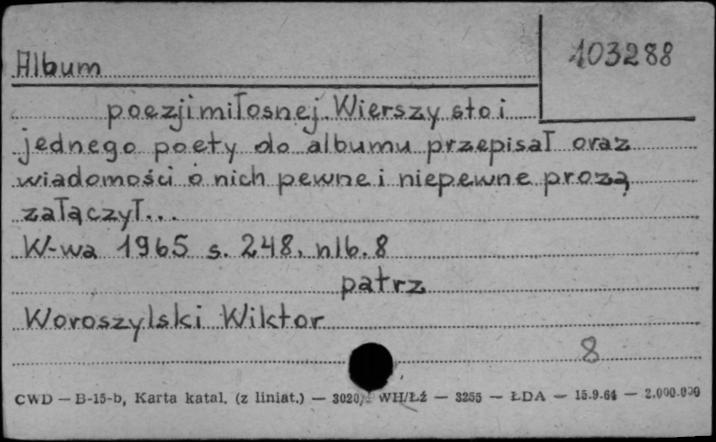 Album
103288
poezji miłosnej. Wierszy sto i
jednego poety do albumu przepisał oraz
wiadomości o nich pewne i niepewne prozą
załączył...
W-wa 1965 s. 248, nlb. 8
patrz
Woroszylski Wiktor
8
CWD — B-15-b, Karta katal. (z liniat.) — 3020/ WH/Łź — 3255 — ŁDA — 15.9.64 — 2.000.000